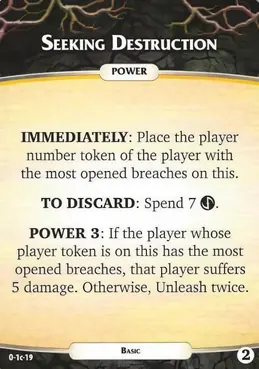 SEEKING DESTRUCTION
POWER
IMMEDIATELY: Place the player
number token of the player with
the most opened breaches on this.
TO DISCARD: Spend 7 .
POWER 3: If the player whose
player token is on this has the most
opened breaches, that player suffers
5 damage. Otherwise, Unleash twice.
BASIC
0-1c-19
2